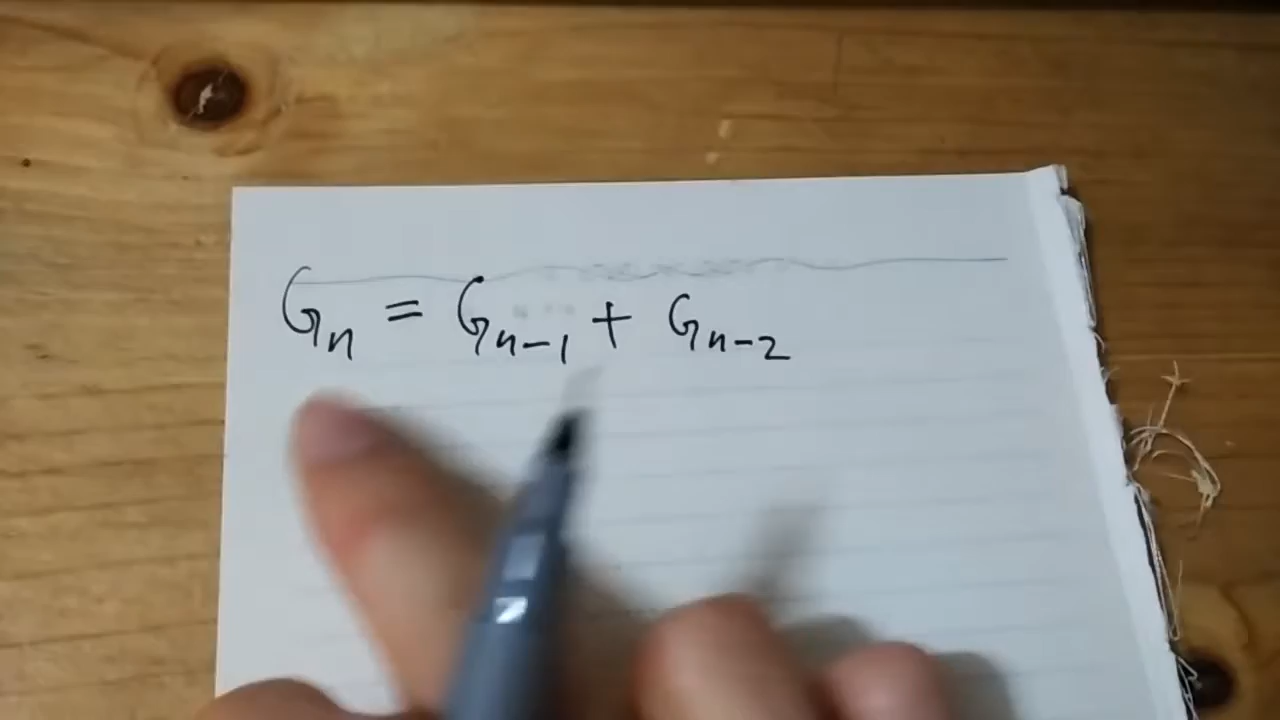 Gₙ = Gₙ₋₁ + Gₙ₋₂